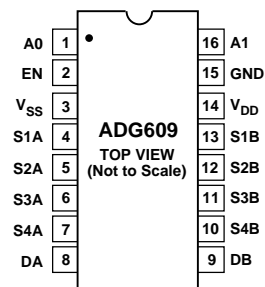 A0 1 16 A1
EN 2 15 GND
VSS 3 14 VDD
S1A 4 ADG609 13 S1B
S2A 5 TOP VIEW 12 S2B
S3A 6 (Not to Scale) 11 S3B
S4A 7 10 S4B
DA 8 9 DB